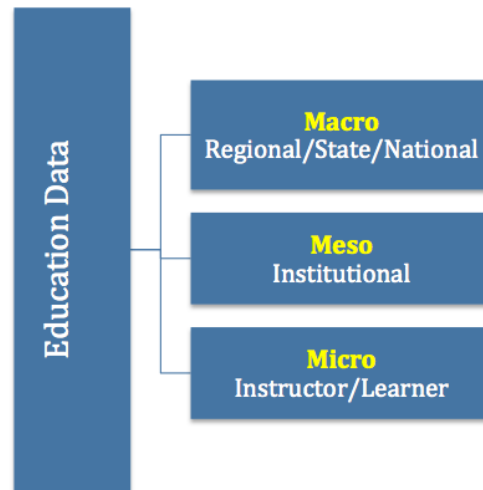 Education Data
Macro
Regional/State/National
Meso
Institutional
Micro
Instructor/Learner